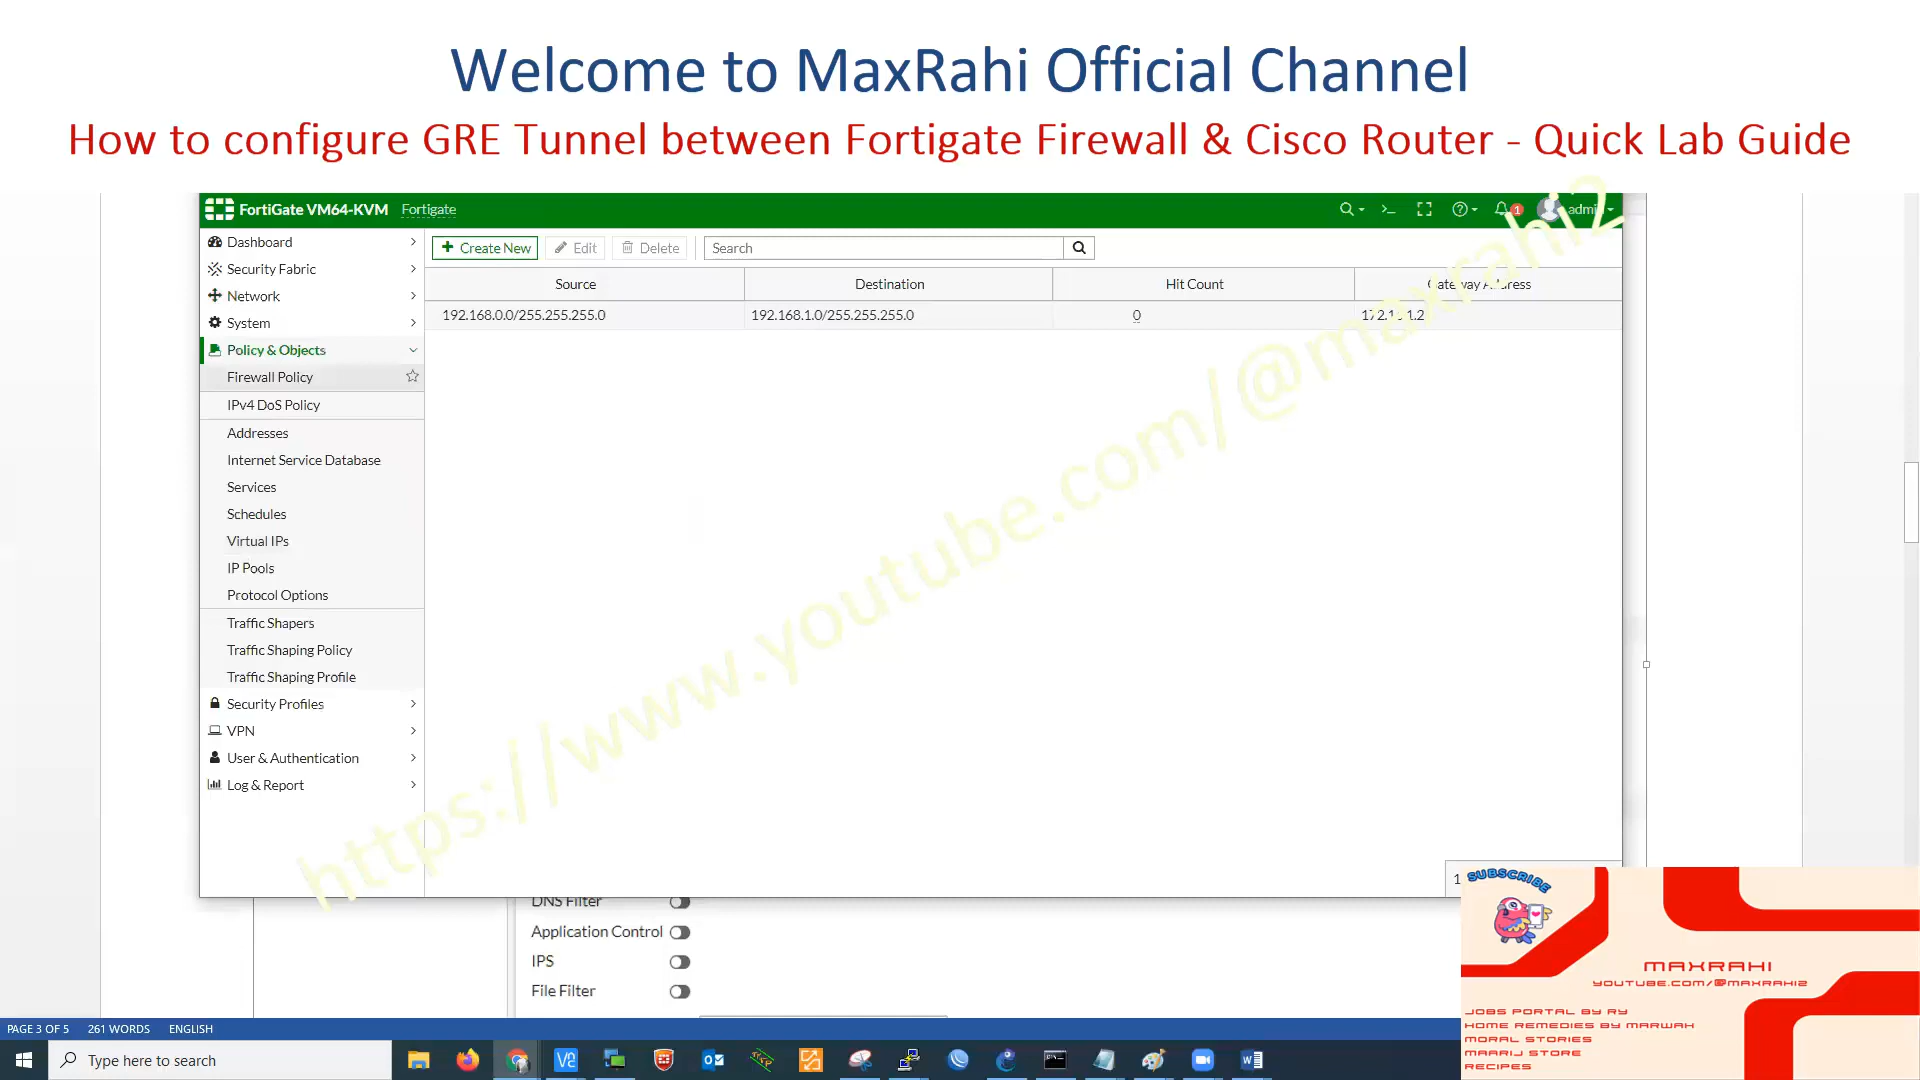 Welcome to MaxRahi Official Channel
How to configure GRE Tunnel between Fortigate Firewall & Cisco Router - Quick Lab Guide
FortiGate VM64-KVM Fortigate
1 admin
Dashboard
Security Fabric
Network
System
Policy & Objects
Firewall Policy
IPv4 DoS Policy
Addresses
Internet Service Database
Services
Schedules
Virtual IPs
IP Pools
Protocol Options
Traffic Shapers
Traffic Shaping Policy
Traffic Shaping Profile
Security Profiles
VPN
User & Authentication
Log & Report
Create New Edit Delete Search
Source Destination Hit Count Gateway Address
192.168.0.0/255.255.255.0 192.168.1.0/255.255.255.0 0
https://www.youtube.com/@maxrahi2
1
DNS Filter
Application Control
IPS
File Filter
SUBSCRIBE
MAXRAHI
YOUTUBE.COM/@MAXRAHI2
JOBS PORTAL BY RY
HOME REMEDIES BY MARWAH
MORAL STORIES
MAARIJ STORE
RECIPES
PAGE 3 OF 5 261 WORDS ENGLISH
Type here to search